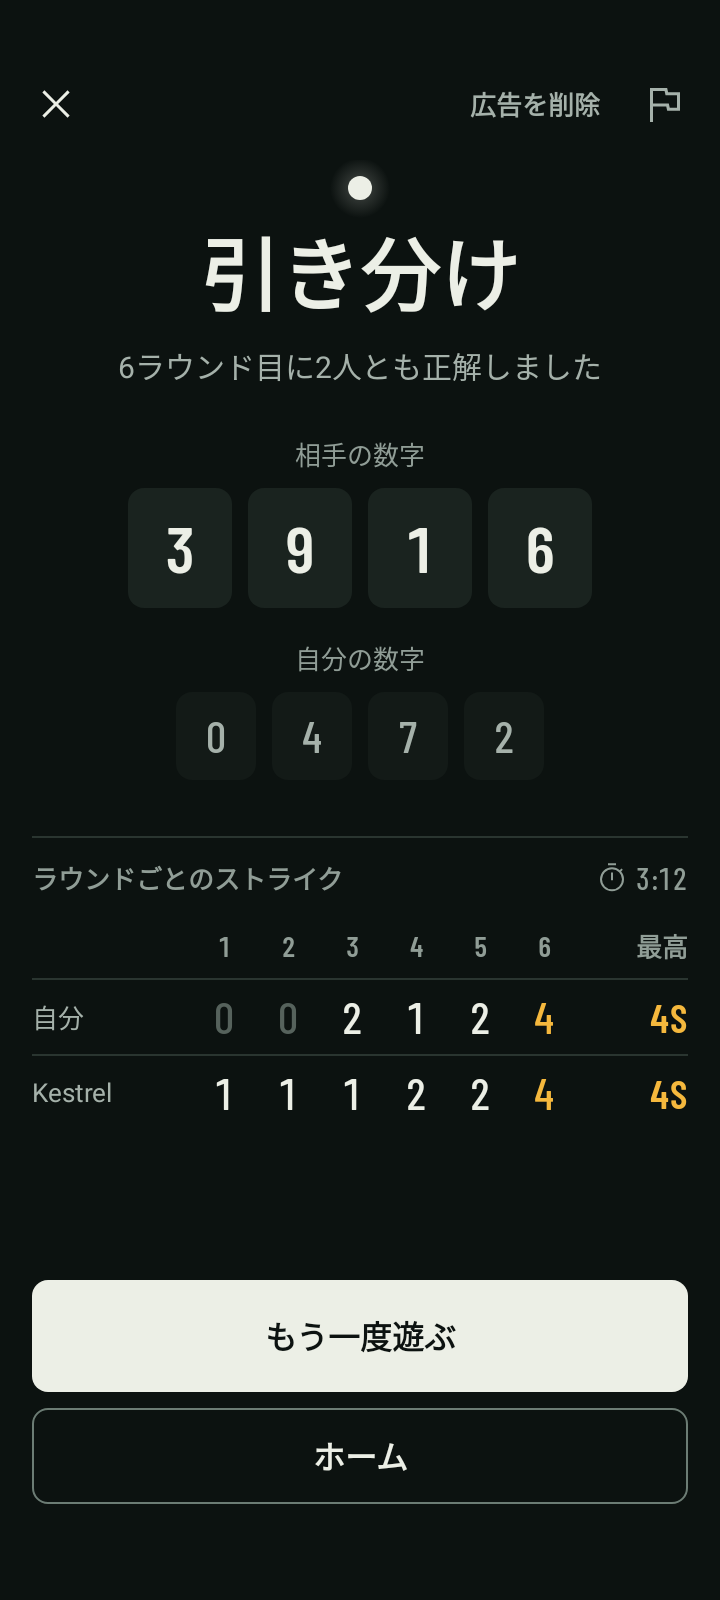 広告を削除
引き分け
6ラウンド目に2人とも正解しました
相手の数字
3 9 1 6
自分の数字
0 4 7 2
ラウンドごとのストライク 3:12
1 2 3 4 5 6 最高
自分 0 0 2 1 2 4 4S
Kestrel 1 1 1 2 2 4 4S
もう一度遊ぶ
ホーム